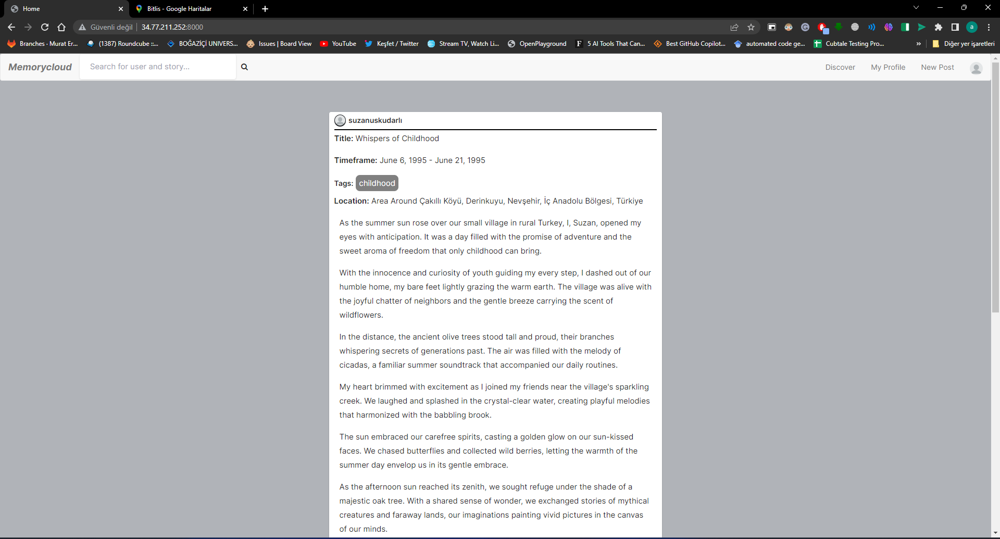 Home
Bitlis - Google Haritalar
Güvenli değil
34.77.211.252:8000
a
Branches · Murat Er...
(1387) Roundcube ::...
BOĞAZİÇİ UNIVERS...
Issues | Board View
YouTube
Keşfet / Twitter
Stream TV, Watch Li...
OpenPlayground
F
5 AI Tools That Can...
Best GitHub Copilot...
automated code ge...
Cubtale Testing Pro...
»
Diğer yer işaretleri
Memorycloud
Search for user and story...
Discover
My Profile
New Post
suzanuskudarlı
Title: Whispers of Childhood
Timeframe: June 6, 1995 - June 21, 1995
Tags: childhood
Location: Area Around Çakıllı Köyü, Derinkuyu, Nevşehir, İç Anadolu Bölgesi, Türkiye
As the summer sun rose over our small village in rural Turkey, I, Suzan, opened my
eyes with anticipation. It was a day filled with the promise of adventure and the
sweet aroma of freedom that only childhood can bring.
With the innocence and curiosity of youth guiding my every step, I dashed out of our
humble home, my bare feet lightly grazing the warm earth. The village was alive with
the joyful chatter of neighbors and the gentle breeze carrying the scent of
wildflowers.
In the distance, the ancient olive trees stood tall and proud, their branches
whispering secrets of generations past. The air was filled with the melody of
cicadas, a familiar summer soundtrack that accompanied our daily routines.
My heart brimmed with excitement as I joined my friends near the village's sparkling
creek. We laughed and splashed in the crystal-clear water, creating playful melodies
that harmonized with the babbling brook.
The sun embraced our carefree spirits, casting a golden glow on our sun-kissed
faces. We chased butterflies and collected wild berries, letting the warmth of the
summer day envelop us in its gentle embrace.
As the afternoon sun reached its zenith, we sought refuge under the shade of a
majestic oak tree. With a shared sense of wonder, we exchanged stories of mythical
creatures and faraway lands, our imaginations painting vivid pictures in the canvas
of our minds.